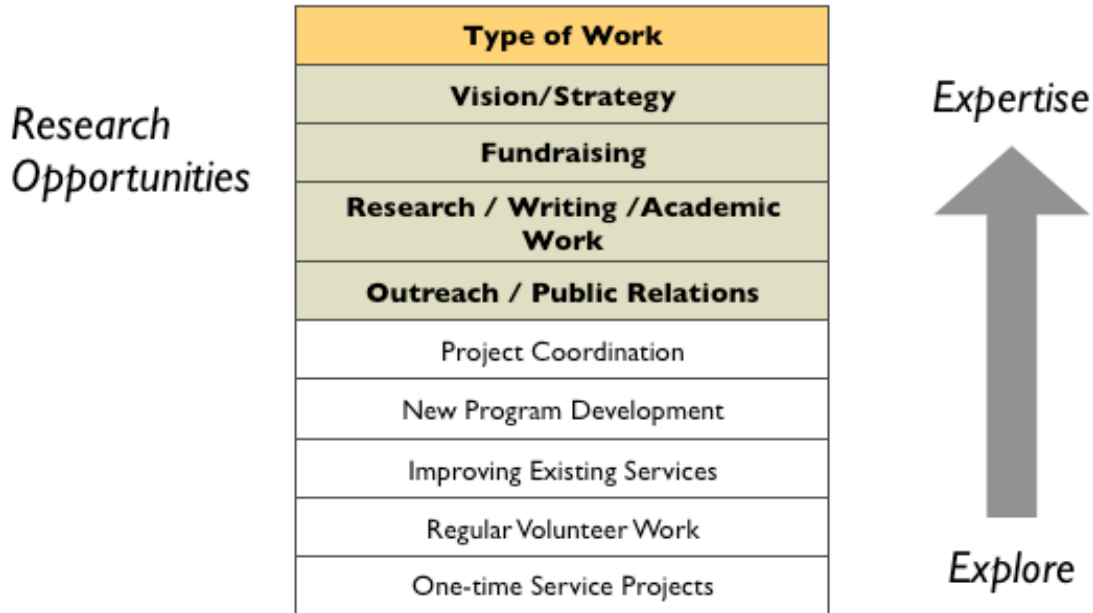 Research
Opportunities
Type of Work
Vision/Strategy
Fundraising
Research / Writing /Academic
Work
Outreach / Public Relations
Project Coordination
New Program Development
Improving Existing Services
Regular Volunteer Work
One-time Service Projects
Expertise
Explore